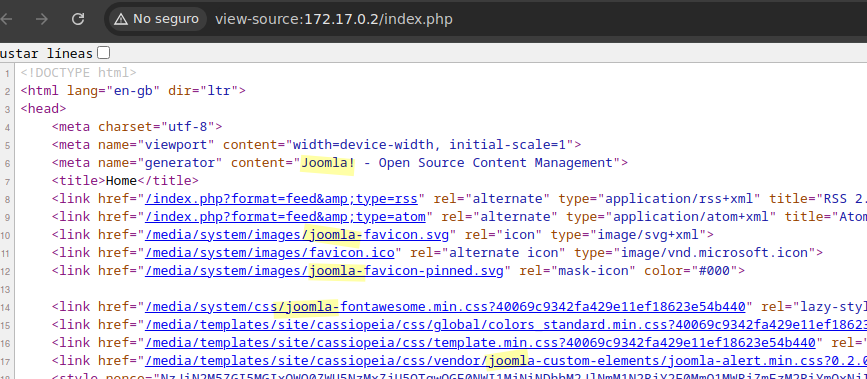 No seguro view-source:172.17.0.2/index.php
ustar líneas
1 <!DOCTYPE html>
2 <html lang="en-gb" dir="ltr">
3 <head>
4 <meta charset="utf-8">
5 <meta name="viewport" content="width=device-width, initial-scale=1">
6 <meta name="generator" content="Joomla! - Open Source Content Management">
7 <title>Home</title>
8 <link href="/index.php?format=feed&amp;type=rss" rel="alternate" type="application/rss+xml" title="RSS 2.
9 <link href="/index.php?format=feed&amp;type=atom" rel="alternate" type="application/atom+xml" title="Atom
10 <link href="/media/system/images/joomla-favicon.svg" rel="icon" type="image/svg+xml">
11 <link href="/media/system/images/favicon.ico" rel="alternate icon" type="image/vnd.microsoft.icon">
12 <link href="/media/system/images/joomla-favicon-pinned.svg" rel="mask-icon" color="#000">
13
14 <link href="/media/system/css/joomla-fontawesome.min.css?40069c9342fa429e11ef18623e54b440" rel="lazy-styl
15 <link href="/media/templates/site/cassiopeia/css/global/colors_standard.min.css?40069c9342fa429e11ef18623
16 <link href="/media/templates/site/cassiopeia/css/template.min.css?40069c9342fa429e11ef18623e54b440" rel="
17 <link href="/media/templates/site/cassiopeia/css/vendor/joomla-custom-elements/joomla-alert.min.css?0.2.0
18 <style nonce="